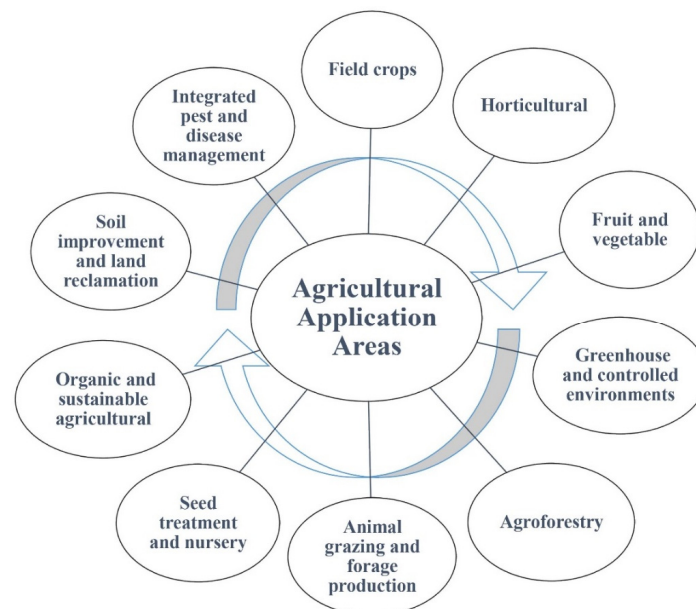 Field crops
Horticultural
Fruit and
vegetable
Greenhouse
and controlled
environments
Agroforestry
Animal
grazing and
forage
production
Seed
treatment
and nursery
Organic and
sustainable
agricultural
Soil
improvement
and land
reclamation
Integrated
pest and
disease
management
Agricultural
Application
Areas